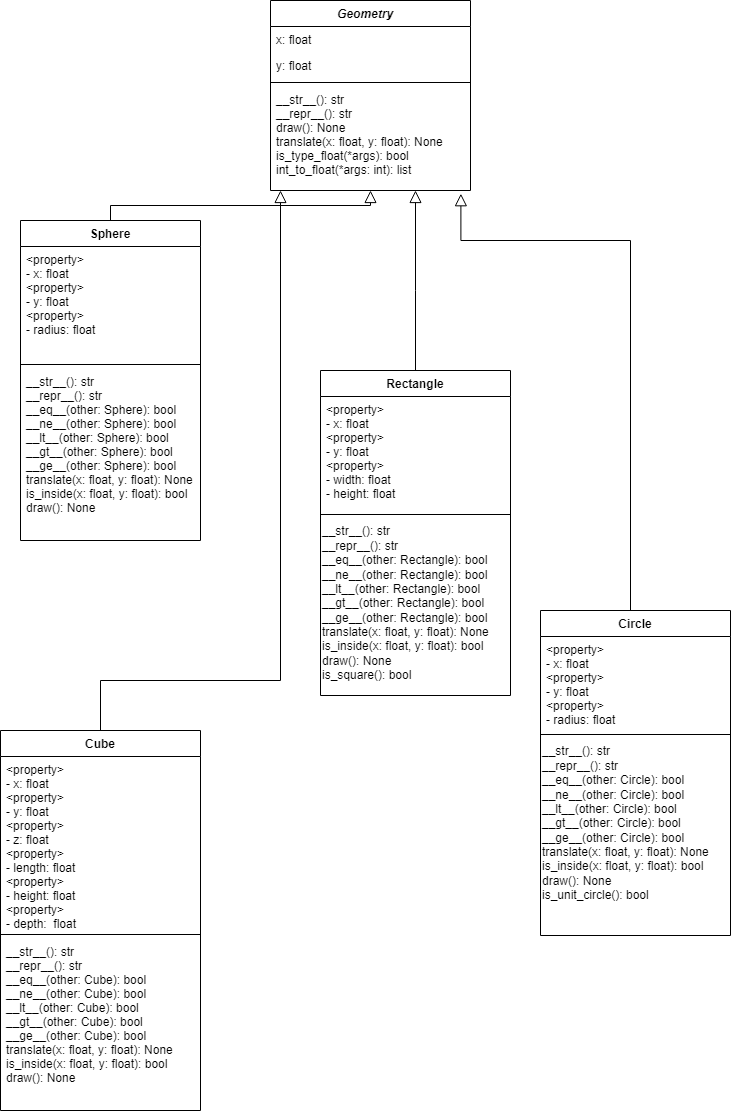 Geometry
x: float
y: float
__str__(): str
__repr__(): str
draw(): None
translate(x: float, y: float): None
is_type_float(*args): bool
int_to_float(*args: int): list
Sphere
<property>
- x: float
<property>
- y: float
<property>
- radius: float
__str__(): str
__repr__(): str
__eq__(other: Sphere): bool
__ne__(other: Sphere): bool
__lt__(other: Sphere): bool
__gt__(other: Sphere): bool
__ge__(other: Sphere): bool
translate(x: float, y: float): None
is_inside(x: float, y: float): bool
draw(): None
Rectangle
<property>
- x: float
<property>
- y: float
<property>
- width: float
- height: float
__str__(): str
__repr__(): str
__eq__(other: Rectangle): bool
__ne__(other: Rectangle): bool
__lt__(other: Rectangle): bool
__gt__(other: Rectangle): bool
__ge__(other: Rectangle): bool
translate(x: float, y: float): None
is_inside(x: float, y: float): bool
draw(): None
is_square(): bool
Circle
<property>
- x: float
<property>
- y: float
<property>
- radius: float
__str__(): str
__repr__(): str
__eq__(other: Circle): bool
__ne__(other: Circle): bool
__lt__(other: Circle): bool
__gt__(other: Circle): bool
__ge__(other: Circle): bool
translate(x: float, y: float): None
is_inside(x: float, y: float): bool
draw(): None
is_unit_circle(): bool
Cube
<property>
- x: float
<property>
- y: float
<property>
- z: float
<property>
- length: float
<property>
- height: float
<property>
- depth:  float
__str__(): str
__repr__(): str
__eq__(other: Cube): bool
__ne__(other: Cube): bool
__lt__(other: Cube): bool
__gt__(other: Cube): bool
__ge__(other: Cube): bool
translate(x: float, y: float): None
is_inside(x: float, y: float): bool
draw(): None